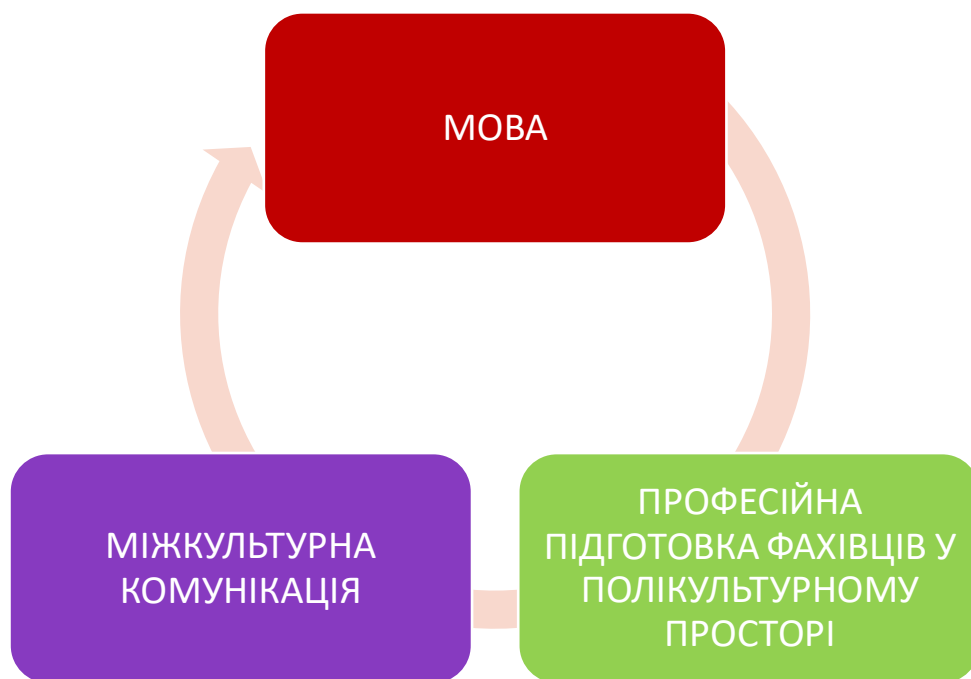 МОВА
МІЖКУЛЬТУРНА
КОМУНІКАЦІЯ
ПРОФЕСІЙНА
ПІДГОТОВКА ФАХІВЦІВ У
ПОЛІКУЛЬТУРНОМУ
ПРОСТОРІ